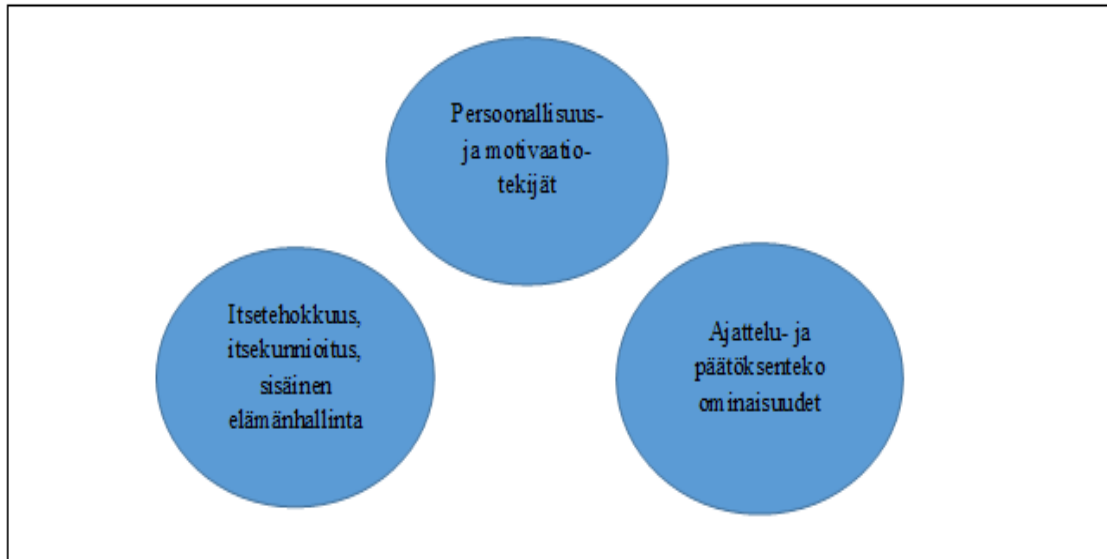 Persoonallisuus-
ja motivaatio-
tekijät
Itsetehokkuus,
itsekunnioitus,
sisäinen
elämänhallinta
Ajattelu- ja
päätöksenteko
ominaisuudet